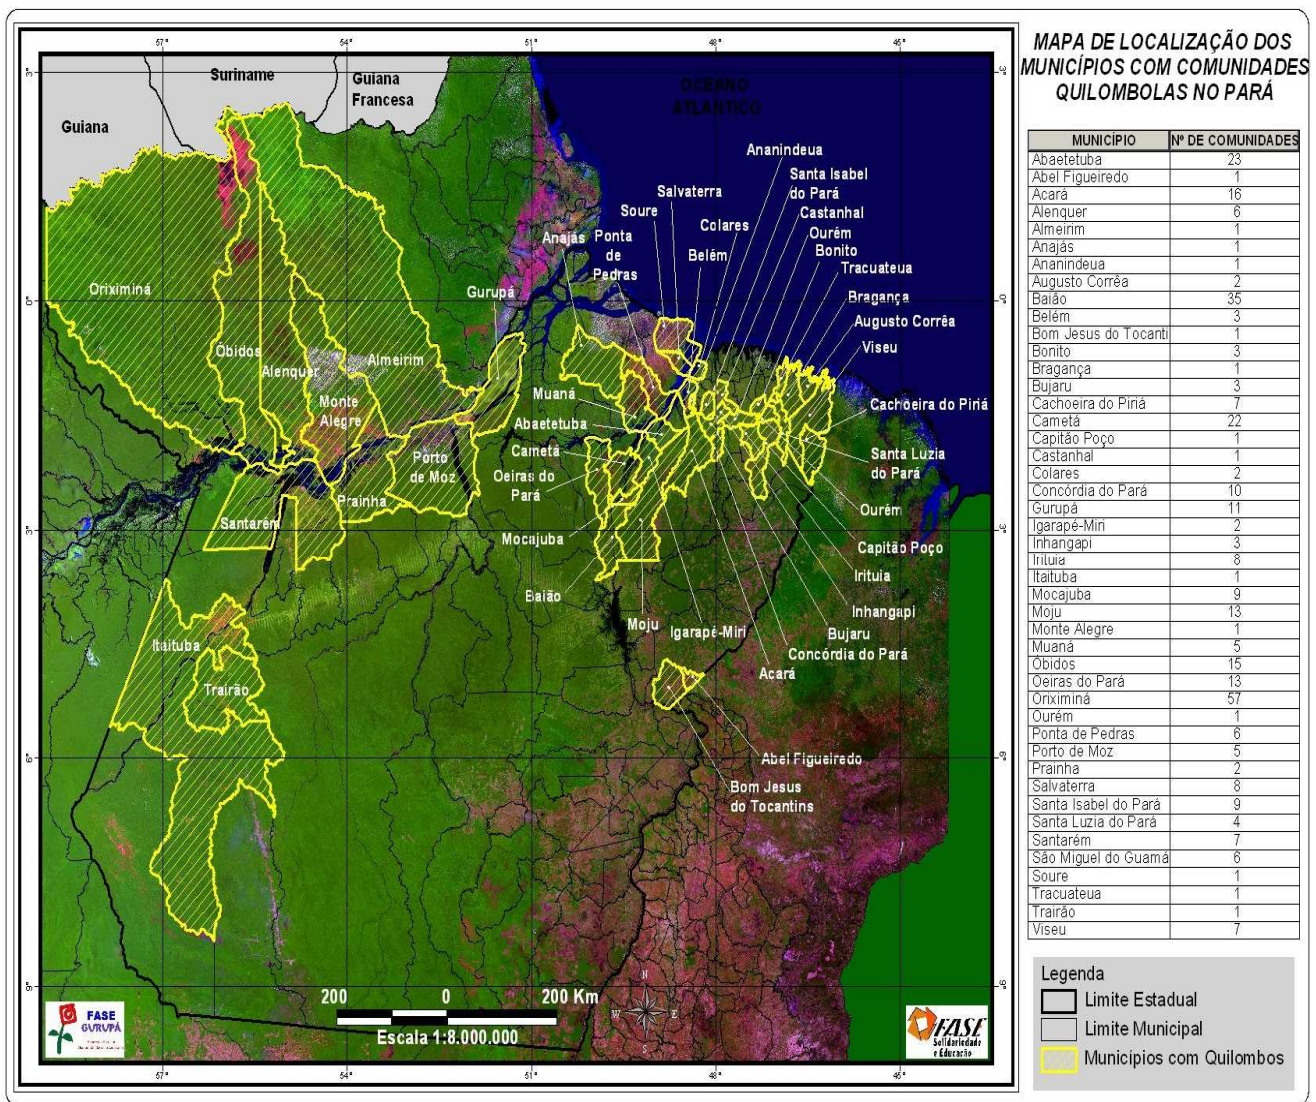 MAPA DE LOCALIZAÇÃO DOS
MUNICÍPIOS COM COMUNIDADES
QUILOMBOLAS NO PARÁ
MUNICÍPIO Nº DE COMUNIDADES
Abaetetuba 23
Abel Figueiredo 1
Acará 16
Alenquer 6
Almeirim 1
Anajás 1
Ananindeua 1
Augusto Corrêa 2
Baião 35
Belém 3
Bom Jesus do Tocanti 1
Bonito 3
Bragança 1
Bujaru 3
Cachoeira do Piriá 7
Cametá 22
Capitão Poço 1
Castanhal 1
Colares 2
Concórdia do Pará 10
Gurupá 11
Igarapé-Miri 2
Inhangapi 3
Irituia 8
Itaituba 1
Mocajuba 9
Moju 13
Monte Alegre 1
Muaná 5
Óbidos 15
Oeiras do Pará 13
Oriximiná 57
Ourém 1
Ponta de Pedras 6
Porto de Moz 5
Prainha 2
Salvaterra 8
Santa Isabel do Pará 9
Santa Luzia do Pará 4
Santarém 7
São Miguel do Guamá 6
Soure 1
Tracuateua 1
Trairão 1
Viseu 7
Legenda
Limite Estadual
Limite Municipal
Municípios com Quilombos
57° 54° 51° 48° 45°
Suriname
Guiana
Francesa
Guiana
OCEANO
ATLÂNTICO
Ananindeua
Santa Isabel
do Pará
Salvaterra
Castanhal
Soure
Colares
Ourém
Anajás
Ponta
de
Pedras
Belém
Bonito
Tracuateua
Oriximiná
Gurupá
Bragança
Augusto Corrêa
Óbidos
Alenquer
Almeirim
Viseu
Monte
Alegre
Muaná
Cachoeira do Piriá
Abaetetuba
Porto
de Moz
Cametá
Santa Luzia
do Pará
Oeiras do
Pará
Prainha
Santarém
Ourém
Mocajuba
Capitão Poço
Irituia
Baião
Inhangapi
Moju
Igarapé-Miri
Bujaru
Concórdia do Pará
Itaituba
Acará
Trairão
Abel Figueiredo
Bom Jesus
do Tocantins
200 0 200 Km
Escala 1:8.000.000
N
W E
S
FASE
GURUPÁ
FASE
Solidariedade
e Educação
57° 54° 51° 48° 45°